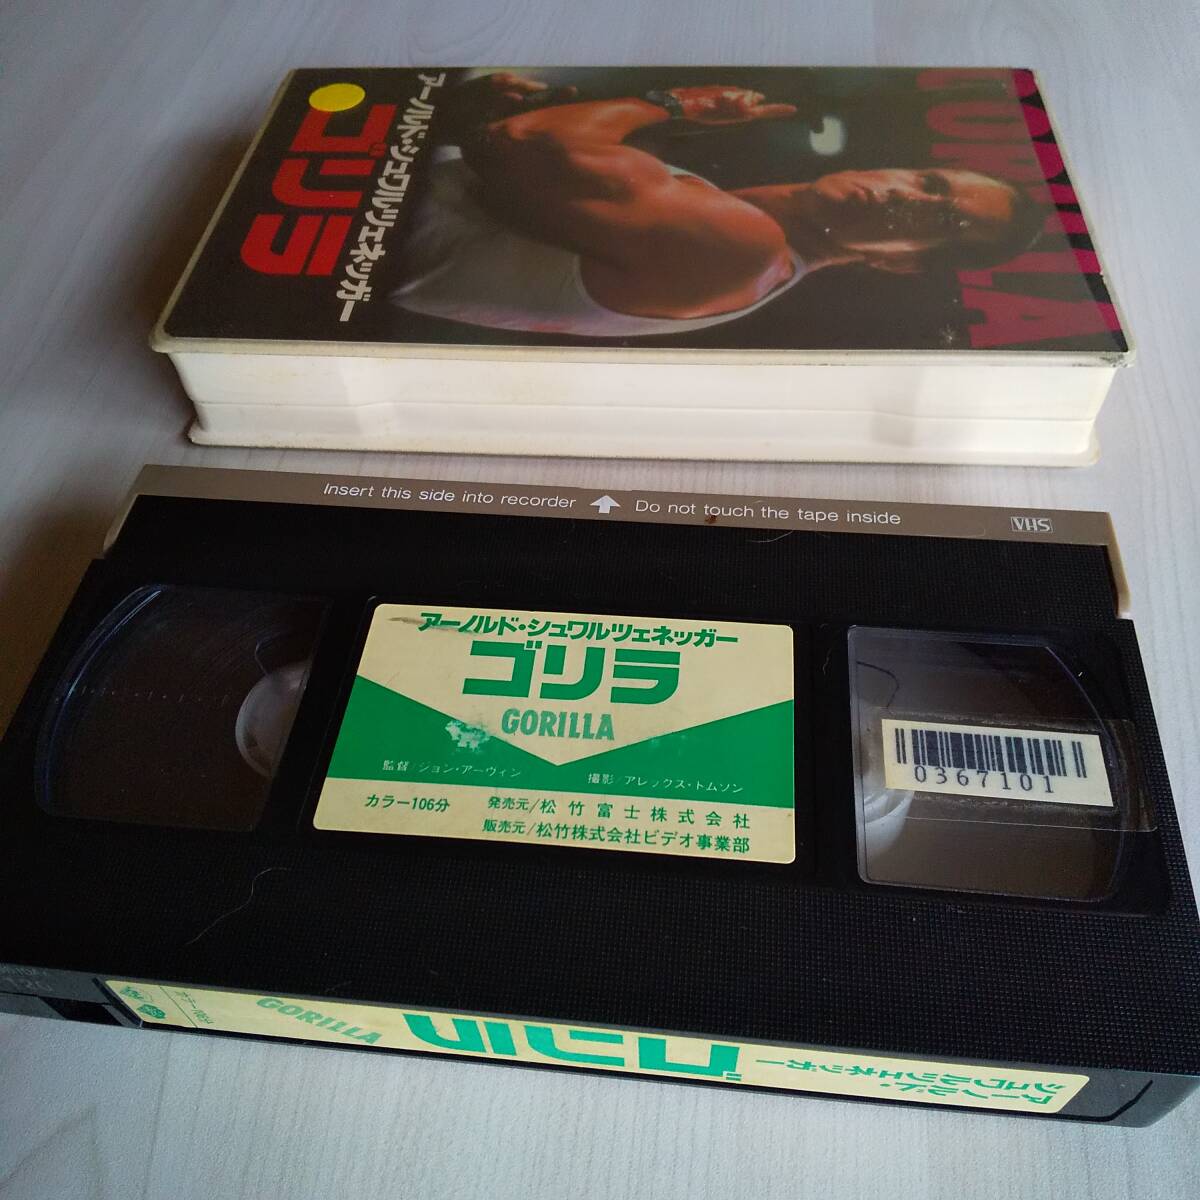 アーノルド・シュワルツェネッガー
ゴリラ
GORILLA
Insert this side into recorder
Do not touch the tape inside
VHS
アーノルド・シュワルツェネッガー
ゴリラ
GORILLA
監督/ジョン・アーヴィン
撮影/アレックス・トムソン
カラー106分
発売元/松竹富士株式会社
販売元/松竹株式会社ビデオ事業部
0367101
アーノルド・
シュワルツェネッガー
ゴリラ
GORILLA